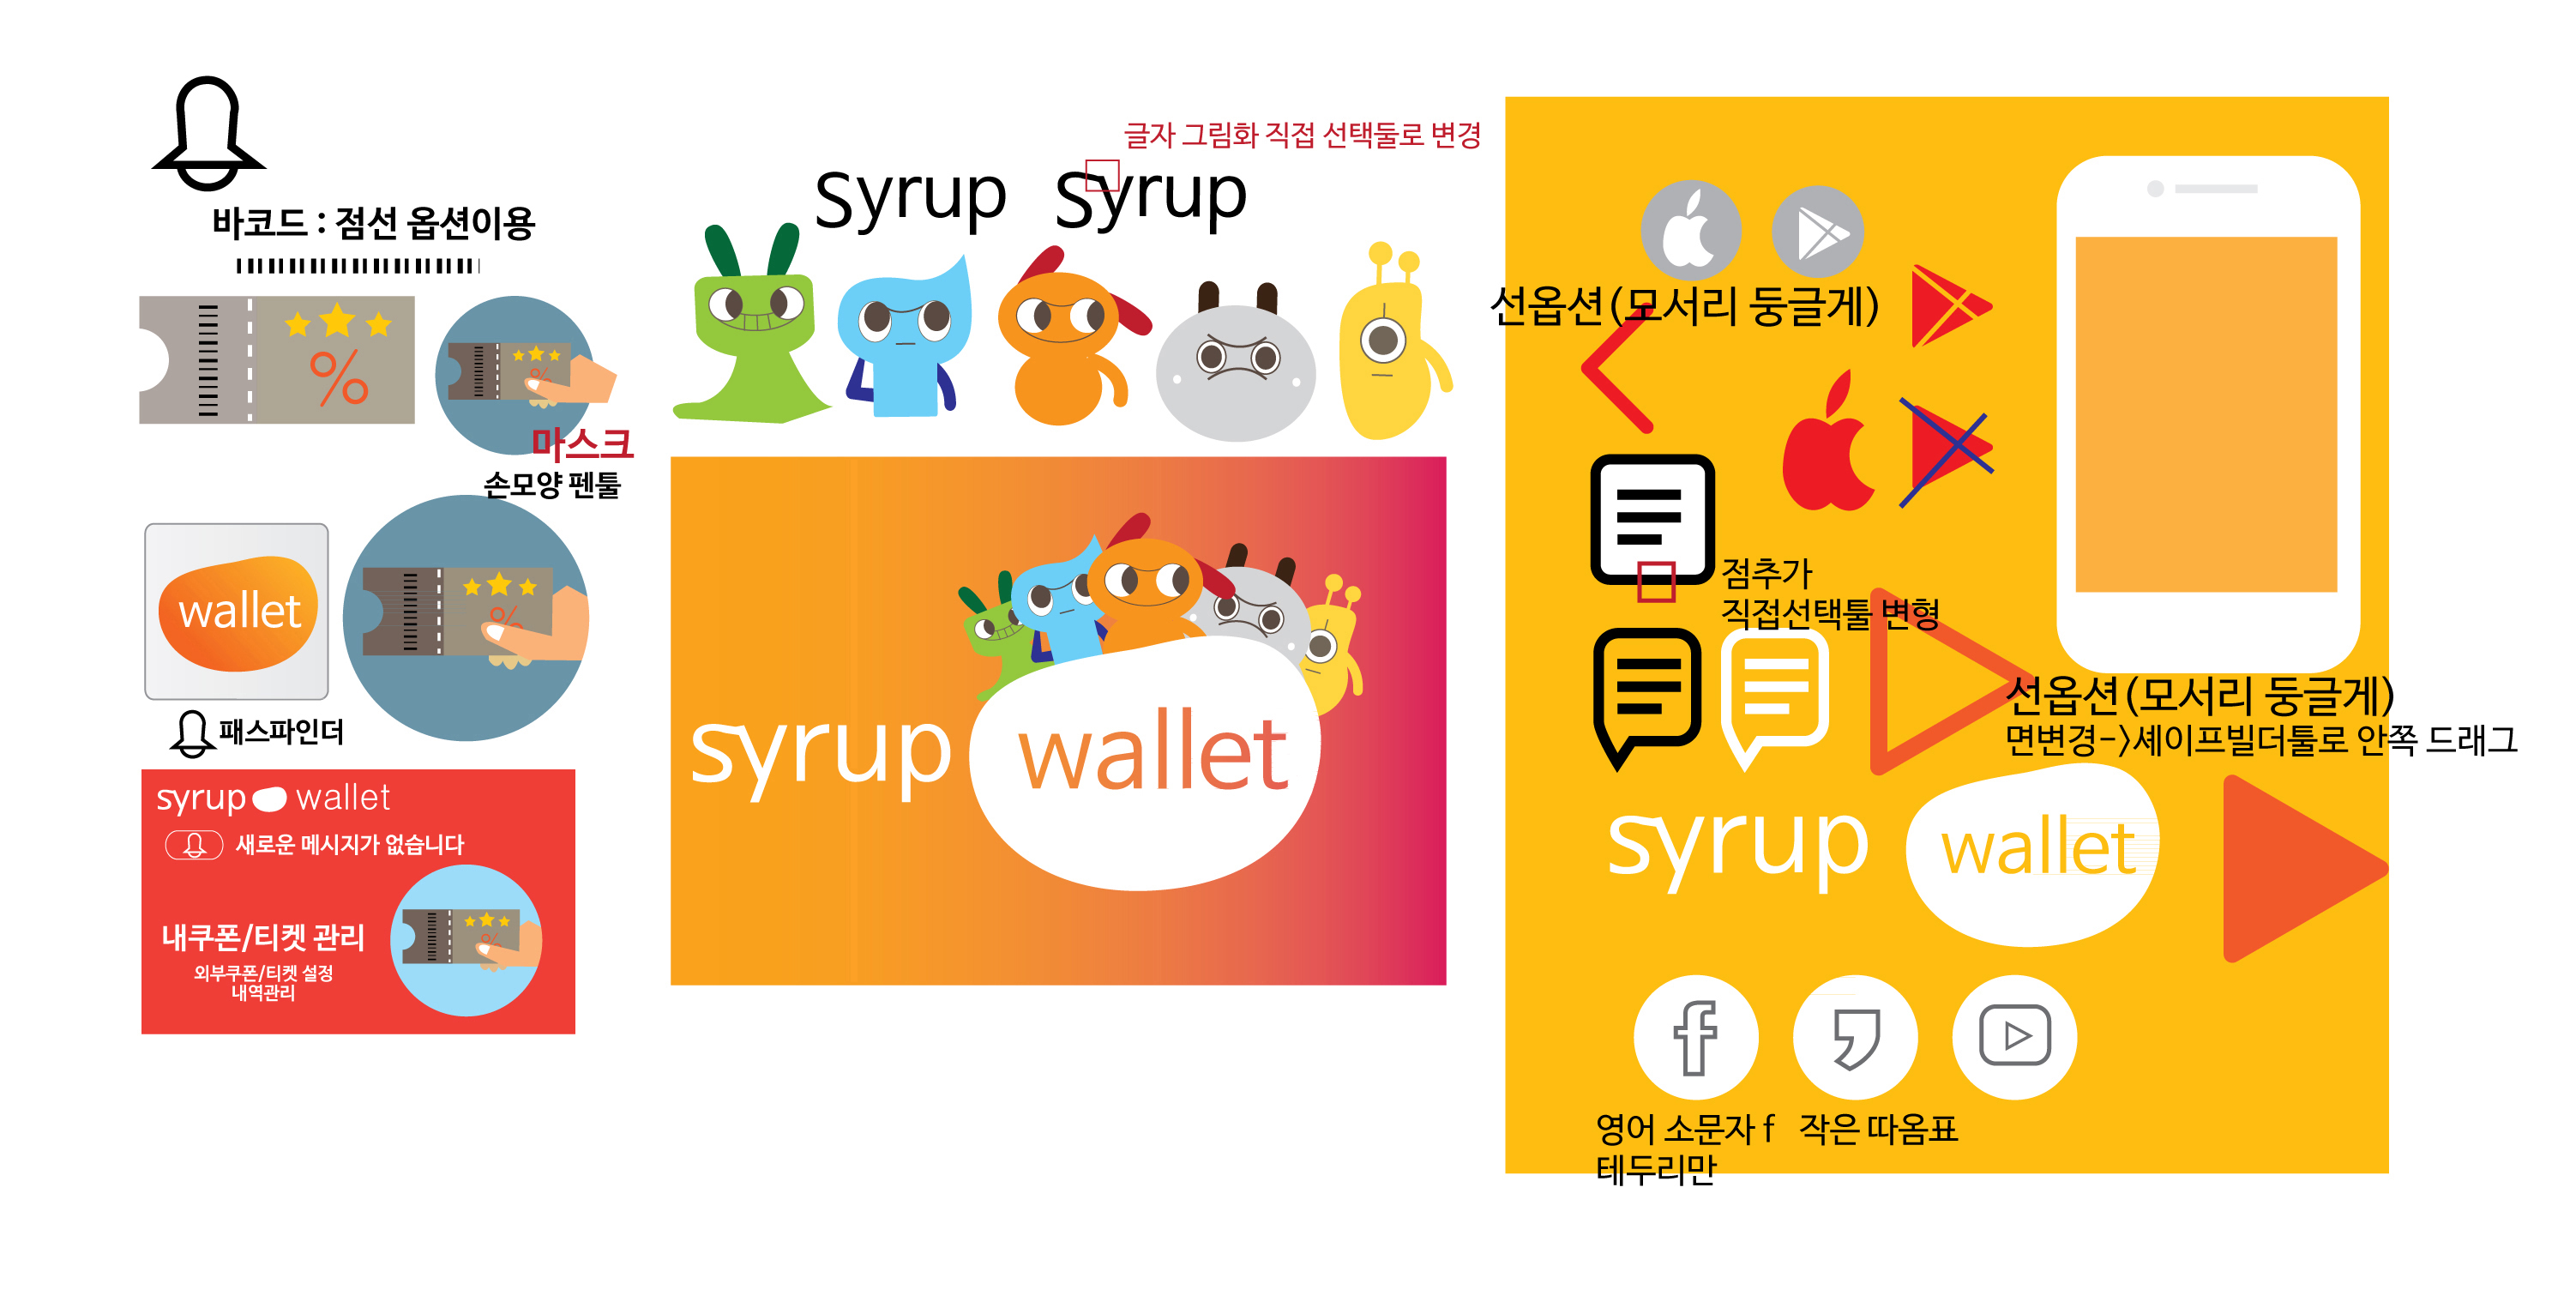 바코드 : 점선 옵션이용
%
%
마스크
손모양 펜툴
wallet
%
패스파인더
syrup wallet
새로운 메시지가 없습니다
내쿠폰/티켓 관리
외부쿠폰/티켓 설정
내역관리
%
글자 그림화 직접 선택툴로 변경
Syrup Syrup
syrup wallet
선옵션(모서리 둥글게)
점추가
직접선택툴 변형
선옵션(모서리 둥글게)
면변경->셰이프빌더툴로 안쪽 드래그
syrup wallet
f
영어 소문자 f 작은 따옴표
테두리만